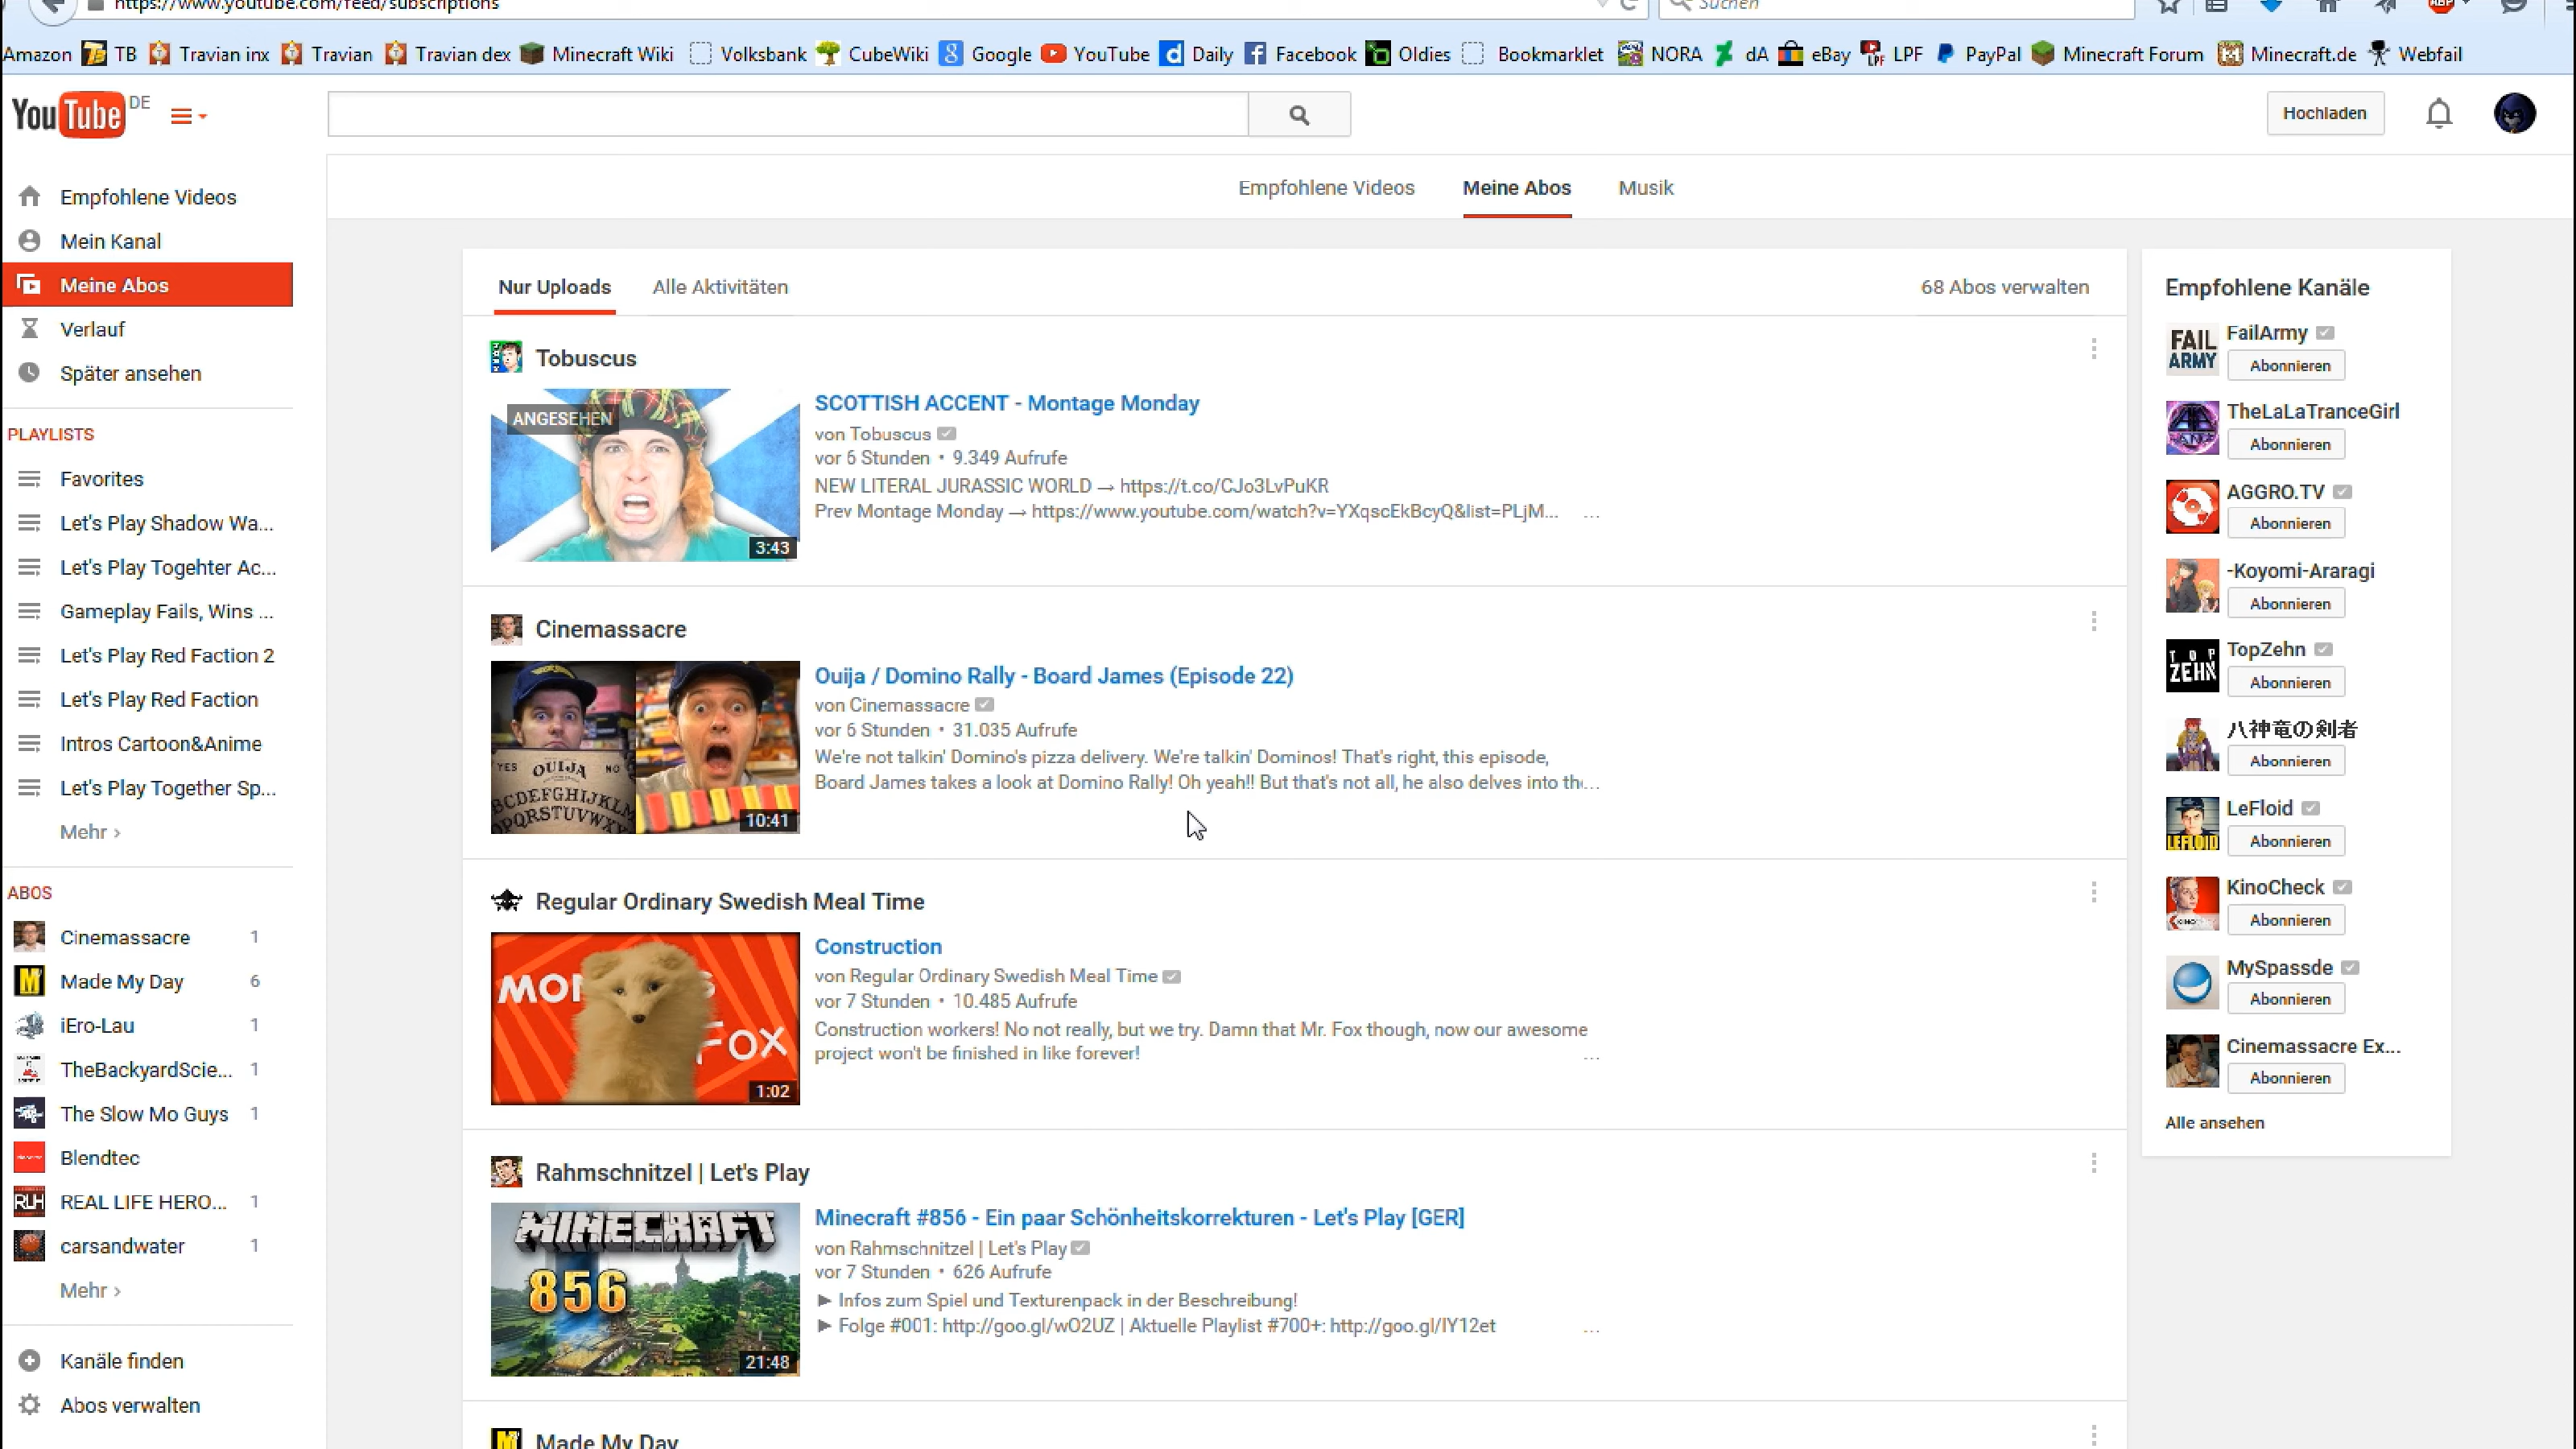 https://www.youtube.com/feed/subscriptions
Suchen
Amazon TB Travian inx Travian Travian dex Minecraft Wiki Volksbank CubeWiki Google YouTube Daily Facebook Oldies Bookmarklet NORA dA eBay LPF PayPal Minecraft Forum Minecraft.de Webfail
YouTube DE
Hochladen
Empfohlene Videos Meine Abos Musik
Empfohlene Videos
Mein Kanal
Meine Abos
Verlauf
Später ansehen
PLAYLISTS
Favorites
Let's Play Shadow Wa...
Let's Play Togehter Ac...
Gameplay Fails, Wins ...
Let's Play Red Faction 2
Let's Play Red Faction
Intros Cartoon&Anime
Let's Play Together Sp...
Mehr ›
ABOS
Cinemassacre 1
Made My Day 6
iEro-Lau 1
TheBackyardScie... 1
The Slow Mo Guys 1
Blendtec
REAL LIFE HERO... 1
carsandwater 1
Mehr ›
Kanäle finden
Abos verwalten
Nur Uploads Alle Aktivitäten 68 Abos verwalten
Tobuscus
ANGESEHEN
3:43
SCOTTISH ACCENT - Montage Monday
von Tobuscus
vor 6 Stunden • 9.349 Aufrufe
NEW LITERAL JURASSIC WORLD → https://t.co/CJo3LvPuKR
Prev Montage Monday → https://www.youtube.com/watch?v=YXqscEkBcyQ&list=PLjM... ...
Cinemassacre
YES OUIJA NO
BCDEFGHIJKLM
OPQRSTUVWX
10:41
Ouija / Domino Rally - Board James (Episode 22)
von Cinemassacre
vor 6 Stunden • 31.035 Aufrufe
We're not talkin' Domino's pizza delivery. We're talkin' Dominos! That's right, this episode,
Board James takes a look at Domino Rally! Oh yeah!! But that's not all, he also delves into th...
Regular Ordinary Swedish Meal Time
FOX
1:02
Construction
von Regular Ordinary Swedish Meal Time
vor 7 Stunden • 10.485 Aufrufe
Construction workers! No not really, but we try. Damn that Mr. Fox though, now our awesome
project won't be finished in like forever! ...
Rahmschnitzel | Let's Play
MINECRAFT
856
21:48
Minecraft #856 - Ein paar Schönheitskorrekturen - Let's Play [GER]
von Rahmschnitzel | Let's Play
vor 7 Stunden • 626 Aufrufe
► Infos zum Spiel und Texturenpack in der Beschreibung!
► Folge #001: http://goo.gl/wO2UZ | Aktuelle Playlist #700+: http://goo.gl/IY12et ...
Made My Day
Empfohlene Kanäle
FAIL ARMY
FailArmy
Abonnieren
TheLaLaTranceGirl
Abonnieren
AGGRO.TV
Abonnieren
-Koyomi-Araragi
Abonnieren
TOP ZEHN
TopZehn
Abonnieren
八神竜の剣者
Abonnieren
LEFLOID
LeFloid
Abonnieren
KinoCheck
Abonnieren
MySpassde
Abonnieren
Cinemassacre Ex...
Abonnieren
Alle ansehen